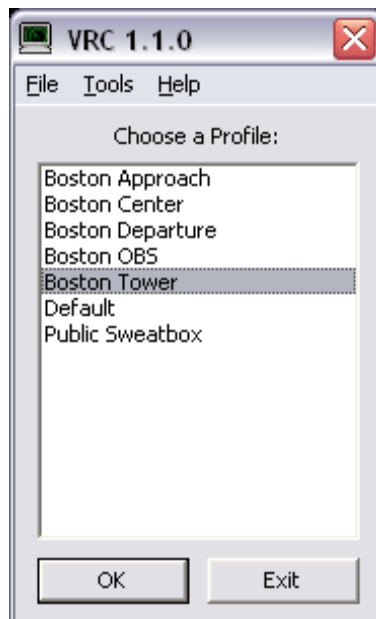 VRC 1.1.0
File Tools Help
Choose a Profile:
Boston Approach
Boston Center
Boston Departure
Boston OBS
Boston Tower
Default
Public Sweatbox
OK Exit